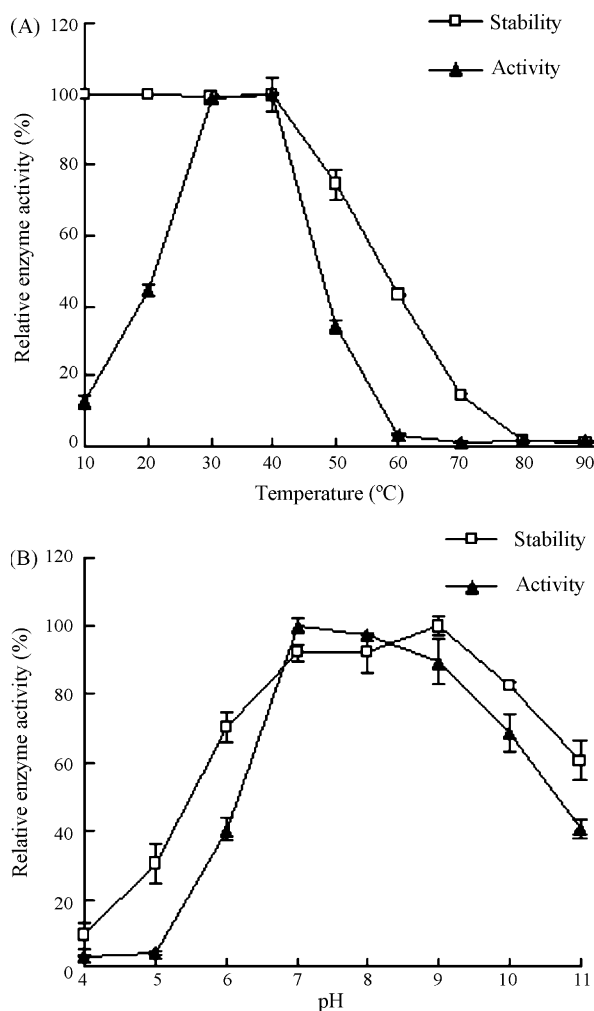 (A)
Stability
Activity
Relative enzyme activity (%)
120
100
80
60
40
20
0
10 20 30 40 50 60 70 80 90
Temperature (ºC)
(B)
Stability
Activity
Relative enzyme activity (%)
120
100
80
60
40
20
0
4 5 6 7 8 9 10 11
pH